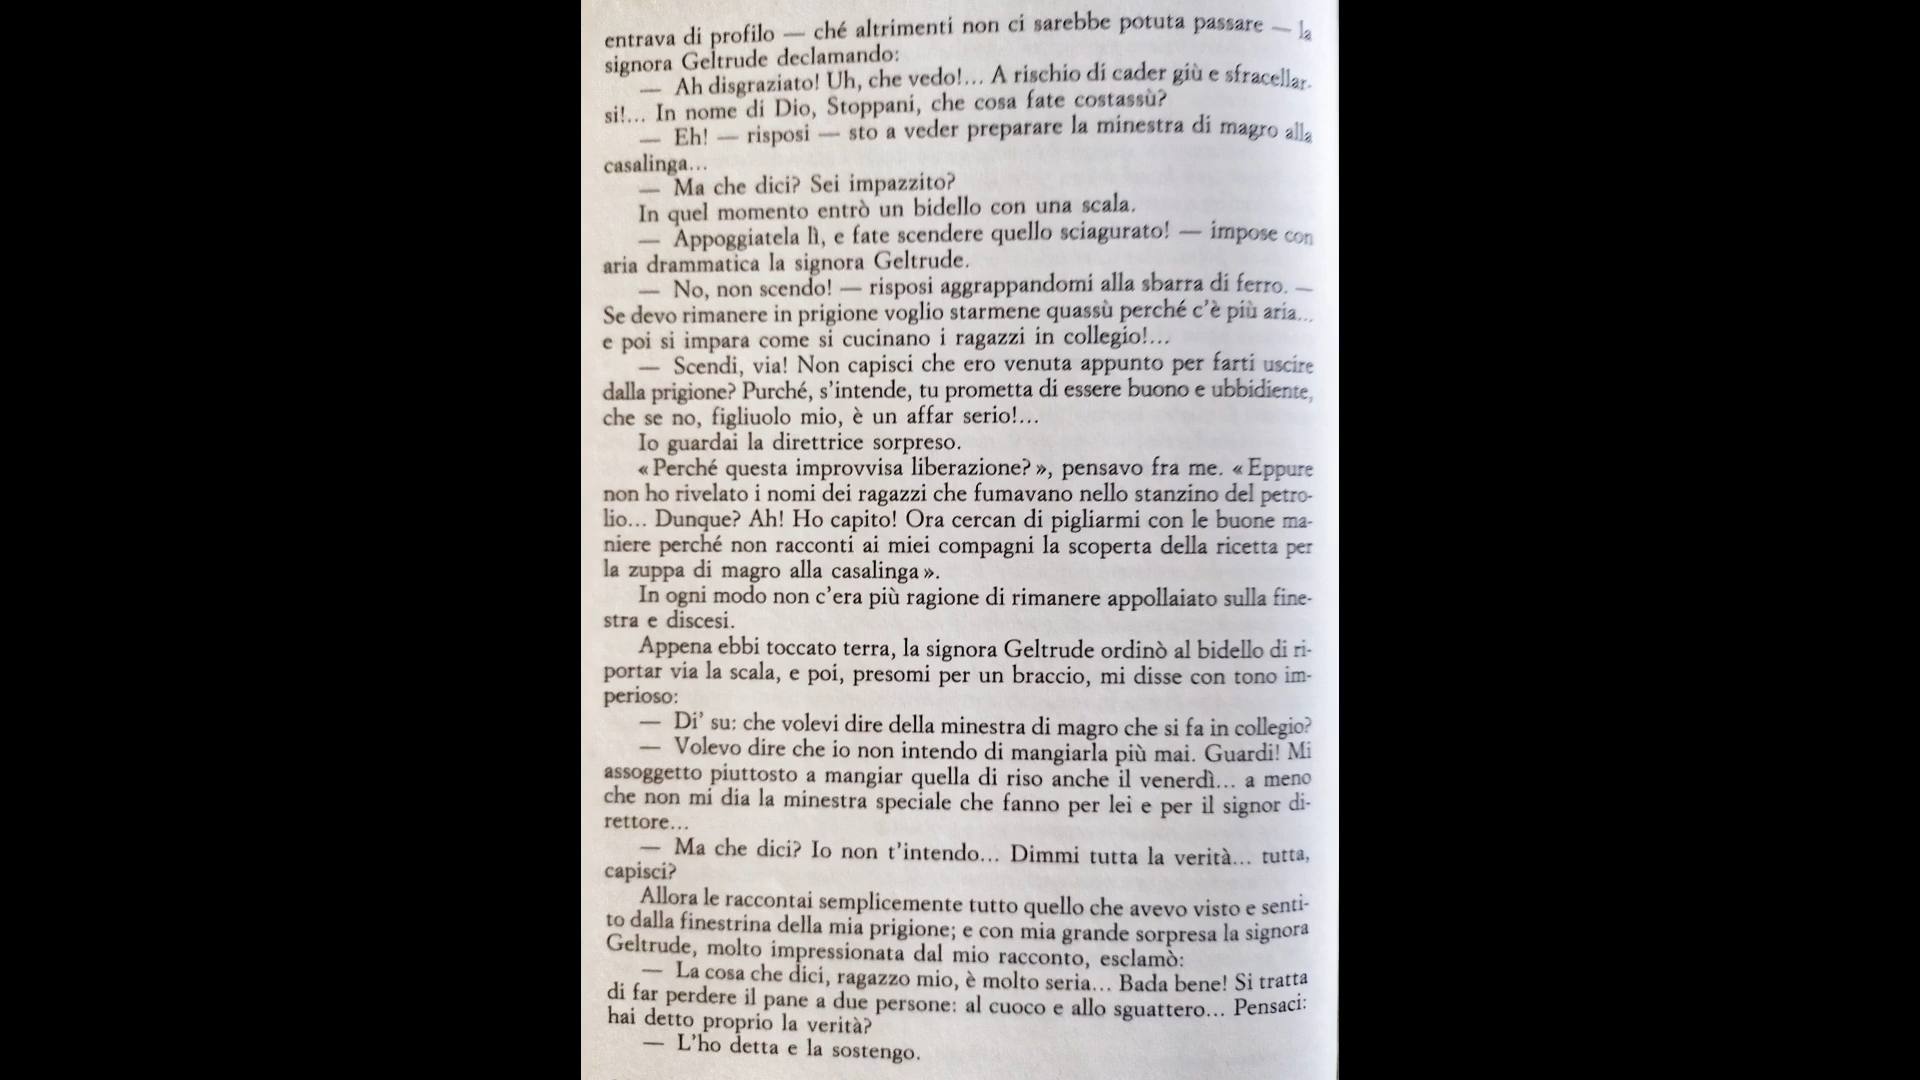 entrava di profilo — ché altrimenti non ci sarebbe potuta passare — la
signora Geltrude declamando:
— Ah disgraziato! Uh, che vedo!... A rischio di cader giù e sfracellar-
si!... In nome di Dio, Stoppani, che cosa fate costassù?
— Eh! — risposi — sto a veder preparare la minestra di magro alla
casalinga...
— Ma che dici? Sei impazzito?
In quel momento entrò un bidello con una scala.
— Appoggiatela lì, e fate scendere quello sciagurato! — impose con
aria drammatica la signora Geltrude.
— No, non scendo! — risposi aggrappandomi alla sbarra di ferro. —
Se devo rimanere in prigione voglio starmene quassù perché c'è più aria...
e poi si impara come si cucinano i ragazzi in collegio!...
— Scendi, via! Non capisci che ero venuta appunto per farti uscire
dalla prigione? Purché, s'intende, tu prometta di essere buono e ubbidiente,
che se no, figliuolo mio, è un affar serio!...
Io guardai la direttrice sorpreso.
«Perché questa improvvisa liberazione?», pensavo fra me. «Eppure
non ho rivelato i nomi dei ragazzi che fumavano nello stanzino del petro-
lio... Dunque? Ah! Ho capito! Ora cercan di pigliarmi con le buone ma-
niere perché non racconti ai miei compagni la scoperta della ricetta per
la zuppa di magro alla casalinga».
In ogni modo non c'era più ragione di rimanere appollaiato sulla fine-
stra e discesi.
Appena ebbi toccato terra, la signora Geltrude ordinò al bidello di ri-
portar via la scala, e poi, presomi per un braccio, mi disse con tono im-
perioso:
— Di' su: che volevi dire della minestra di magro che si fa in collegio?
— Volevo dire che io non intendo di mangiarla più mai. Guardi! Mi
assoggetto piuttosto a mangiar quella di riso anche il venerdì... a meno
che non mi dia la minestra speciale che fanno per lei e per il signor di-
rettore...
— Ma che dici? Io non t'intendo... Dimmi tutta la verità... tutta,
capisci?
Allora le raccontai semplicemente tutto quello che avevo visto e senti-
to dalla finestrina della mia prigione; e con mia grande sorpresa la signora
Geltrude, molto impressionata dal mio racconto, esclamò:
— La cosa che dici, ragazzo mio, è molto seria... Bada bene! Si tratta
di far perdere il pane a due persone: al cuoco e allo sguattero... Pensaci:
hai detto proprio la verità?
— L'ho detta e la sostengo.